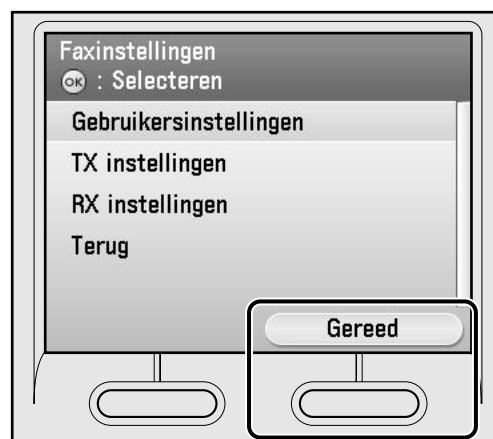 Faxinstellingen
OK : Selecteren
Gebruikersinstellingen
TX instellingen
RX instellingen
Terug
Gereed